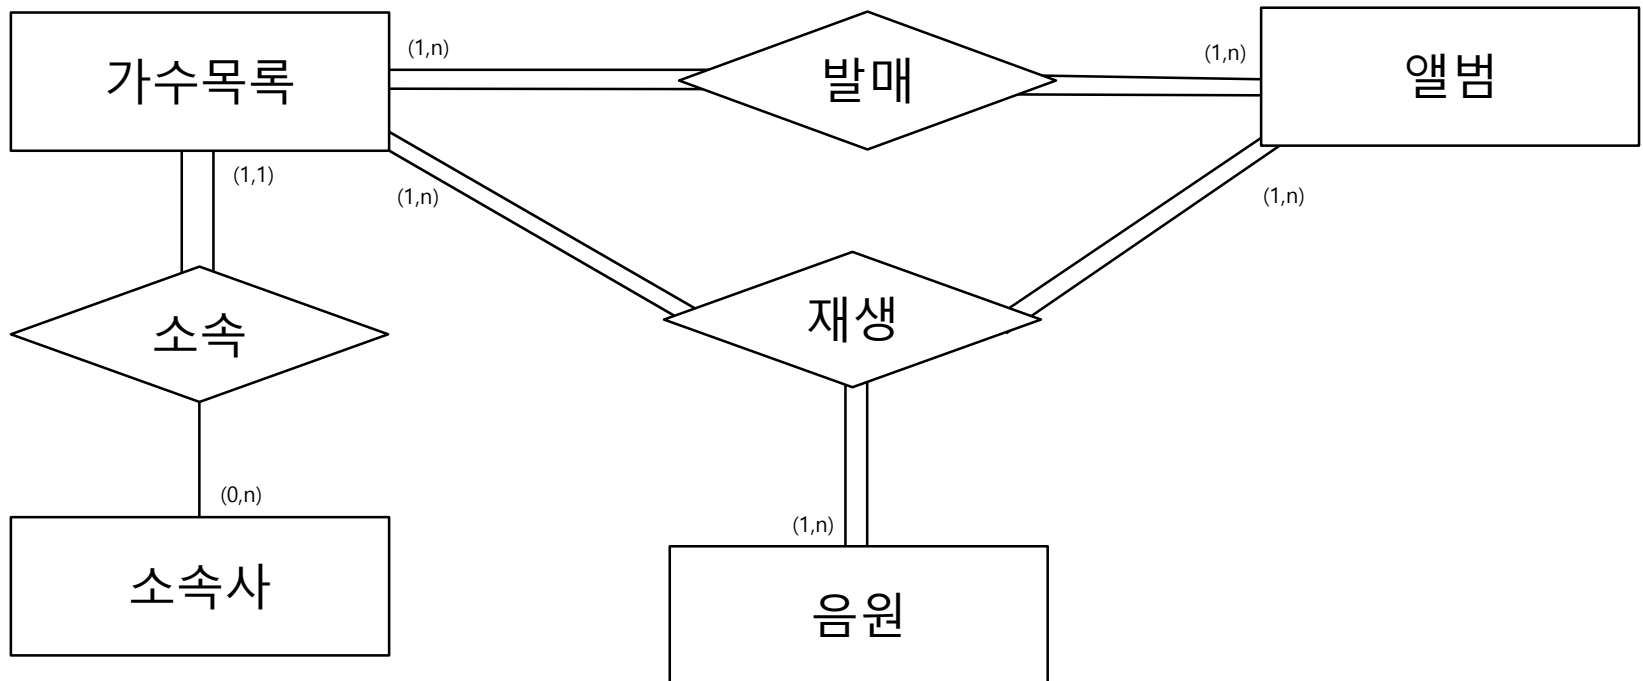 가수목록
(1,n)
발매
(1,n)
앨범
(1,1)
(1,n)
(1,n)
소속
재생
(0,n)
(1,n)
소속사
음원